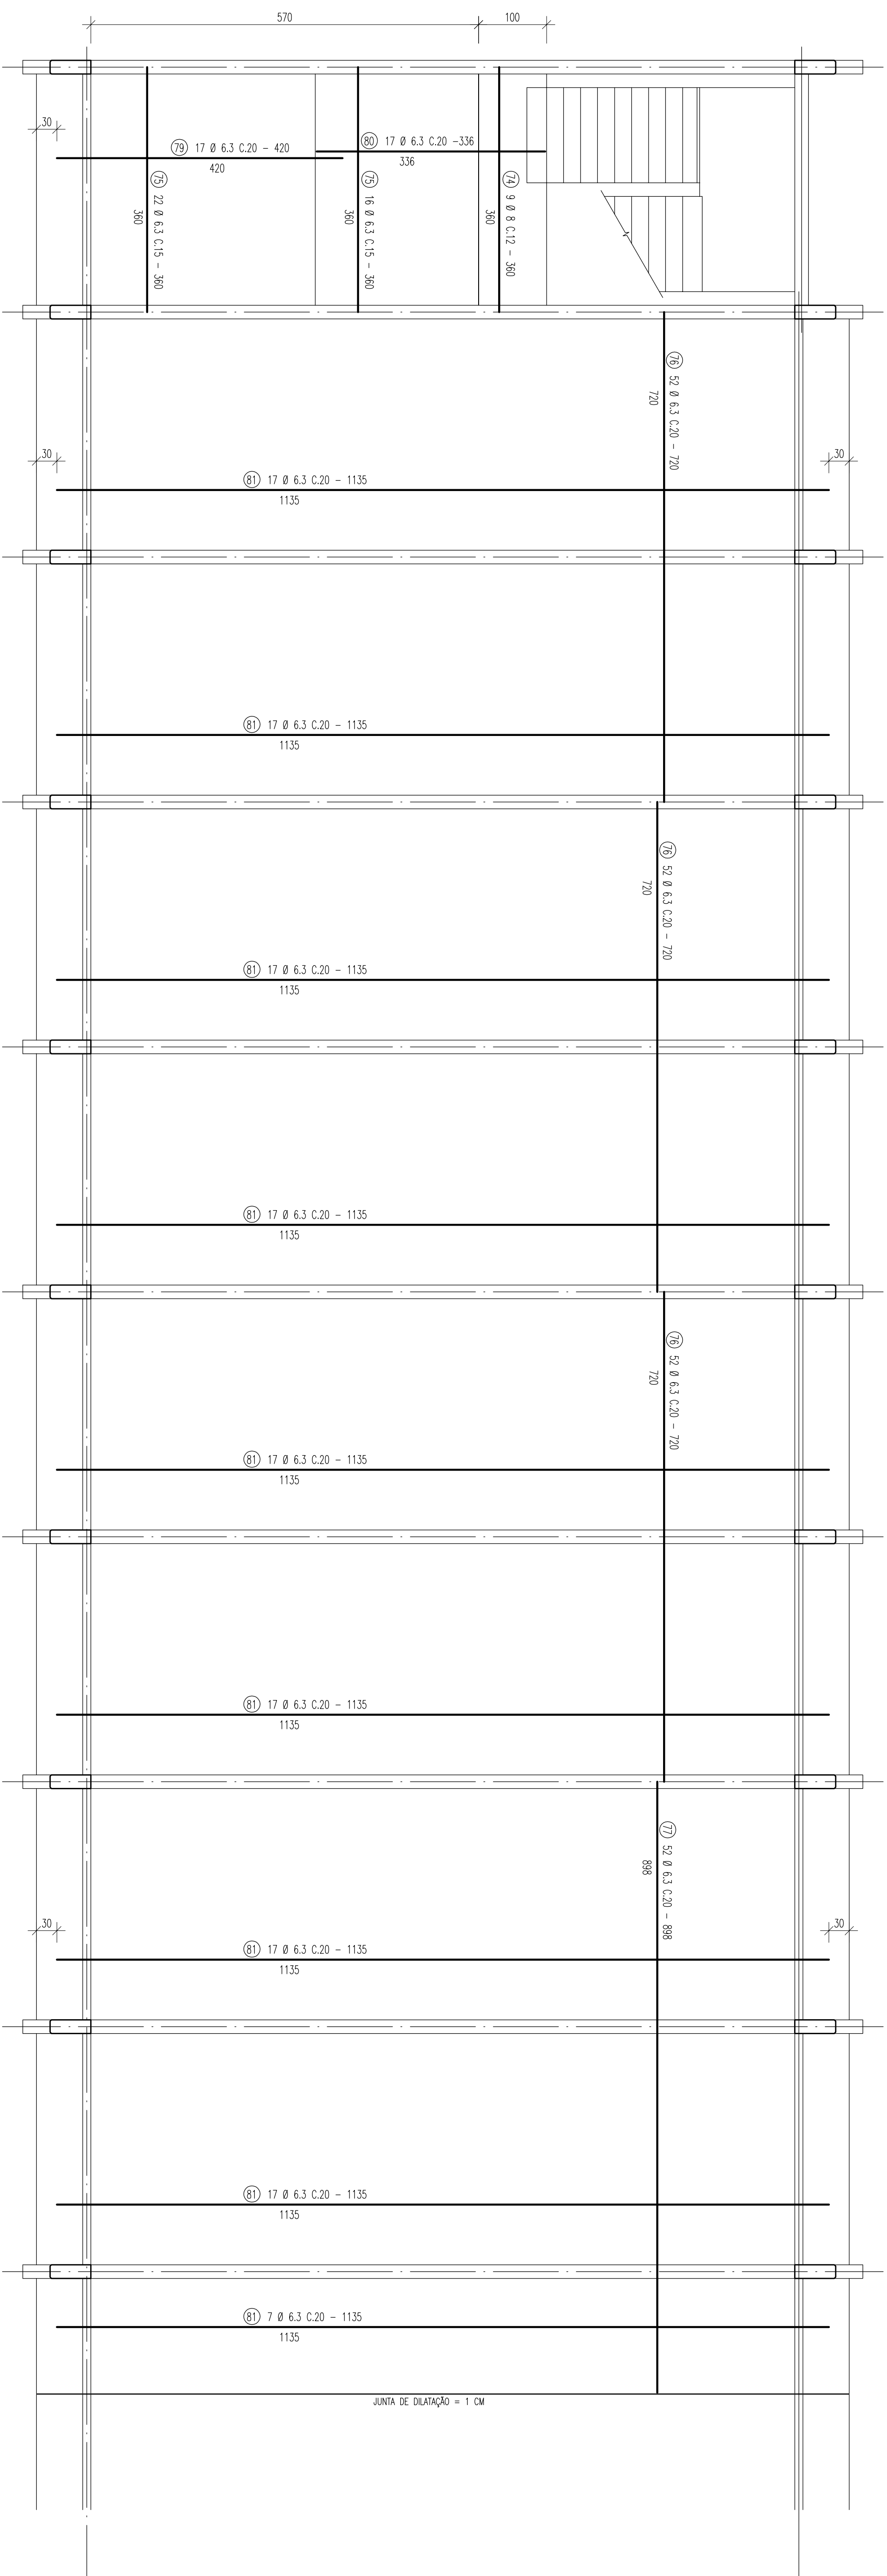 570
100
30
79 17 Ø 6.3 C.20 - 420
420
80 17 Ø 6.3 C.20 -336
336
75 22 Ø 6.3 C.15 - 360
360
75 16 Ø 6.3 C.15 - 360
360
74 9 Ø 8 C.12 - 360
360
76 52 Ø 6.3 C.20 - 720
720
30
30
81 17 Ø 6.3 C.20 - 1135
1135
81 17 Ø 6.3 C.20 - 1135
1135
76 52 Ø 6.3 C.20 - 720
720
81 17 Ø 6.3 C.20 - 1135
1135
81 17 Ø 6.3 C.20 - 1135
1135
76 52 Ø 6.3 C.20 - 720
720
81 17 Ø 6.3 C.20 - 1135
1135
81 17 Ø 6.3 C.20 - 1135
1135
77 52 Ø 6.3 C.20 - 898
898
30
30
81 17 Ø 6.3 C.20 - 1135
1135
81 17 Ø 6.3 C.20 - 1135
1135
81 7 Ø 6.3 C.20 - 1135
1135
JUNTA DE DILATAÇÃO = 1 CM